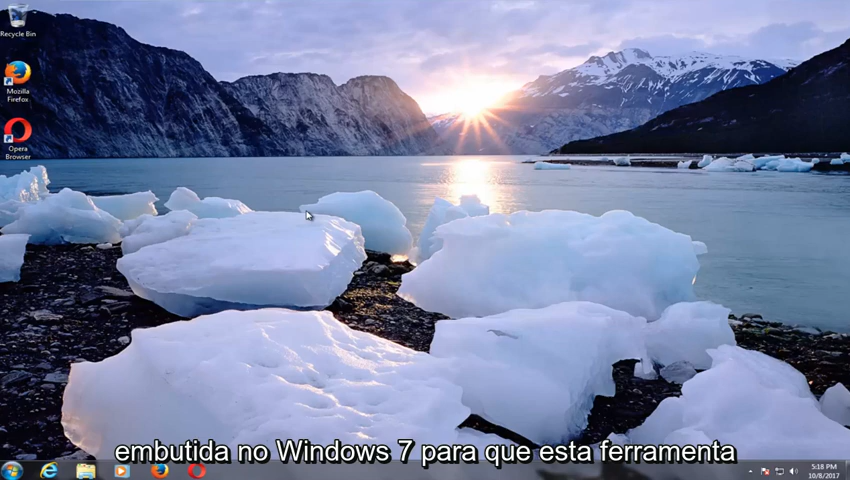 Recycle Bin
Mozilla
Firefox
Opera
Browser
embutida no Windows 7 para que esta ferramenta
5:18 PM
10/8/2017